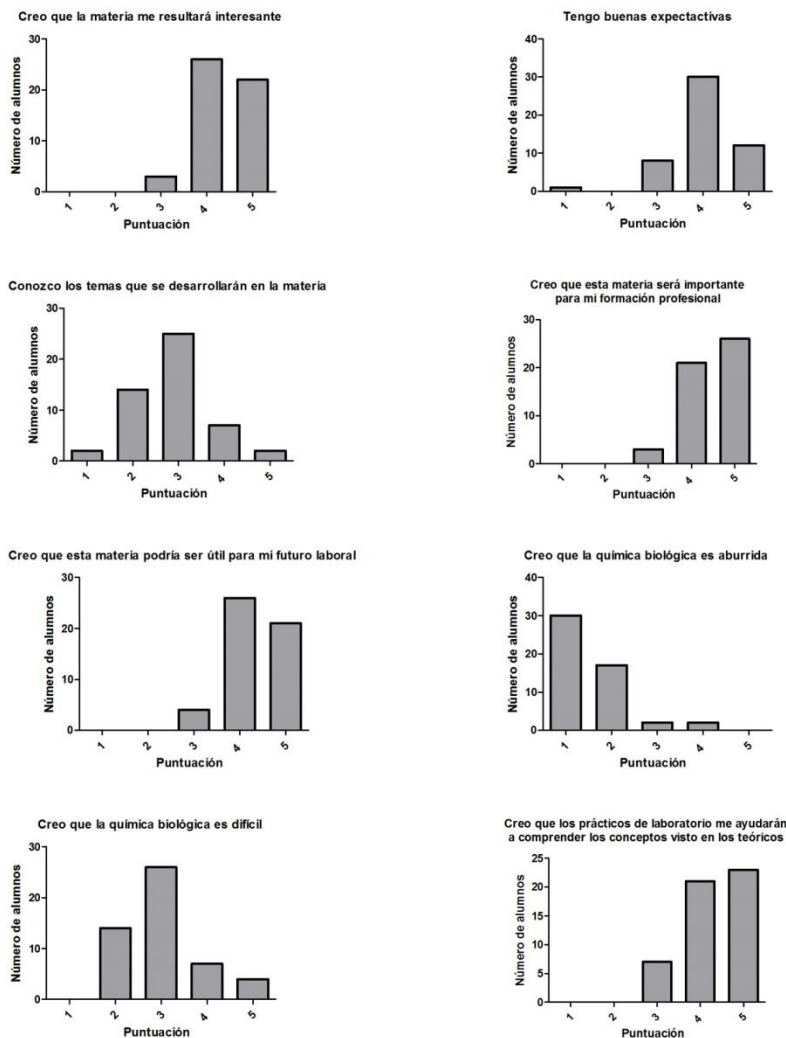 Creo que la materia me resultará interesante
Número de alumnos
30
20
10
0
1
2
3
4
5
Puntuación
Tengo buenas expectactivas
Número de alumnos
40
30
20
10
0
1
2
3
4
5
Puntuación
Conozco los temas que se desarrollarán en la materia
Número de alumnos
30
20
10
0
1
2
3
4
5
Puntuación
Creo que esta materia será importante
para mi formación profesional
Número de alumnos
30
20
10
0
1
2
3
4
5
Puntuación
Creo que esta materia podría ser útil para mi futuro laboral
Número de alumnos
30
20
10
0
1
2
3
4
5
Puntuación
Creo que la química biológica es aburrida
Número de alumnos
40
30
20
10
0
1
2
3
4
5
Puntuación
Creo que la química biológica es difícil
Número de alumnos
30
20
10
0
1
2
3
4
5
Puntuación
Creo que los prácticos de laboratorio me ayudarán
a comprender los conceptos visto en los teóricos
Número de alumnos
25
20
15
10
5
0
1
2
3
4
5
Puntuación